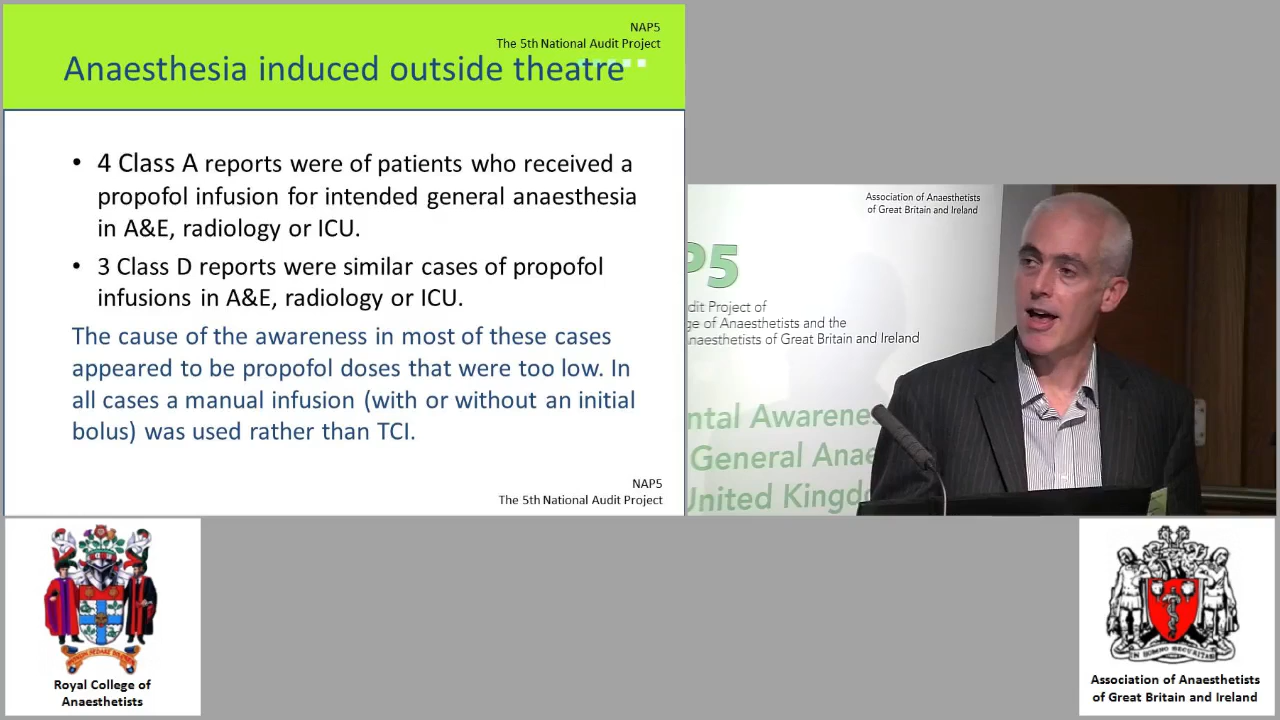 NAP5
The 5th National Audit Project
Anaesthesia induced outside theatre
• 4 Class A reports were of patients who received a
propofol infusion for intended general anaesthesia
in A&E, radiology or ICU.
• 3 Class D reports were similar cases of propofol
infusions in A&E, radiology or ICU.
The cause of the awareness in most of these cases
appeared to be propofol doses that were too low. In
all cases a manual infusion (with or without an initial
bolus) was used rather than TCI.
NAP5
The 5th National Audit Project
Association of Anaesthetists
of Great Britain and Ireland
P5
dit Project of
ge of Anaesthetists and the
naesthetists of Great Britain and Ireland
ntal Awarene
General Anae
United Kingdo
Royal College of
Anaesthetists
Association of Anaesthetists
of Great Britain and Ireland